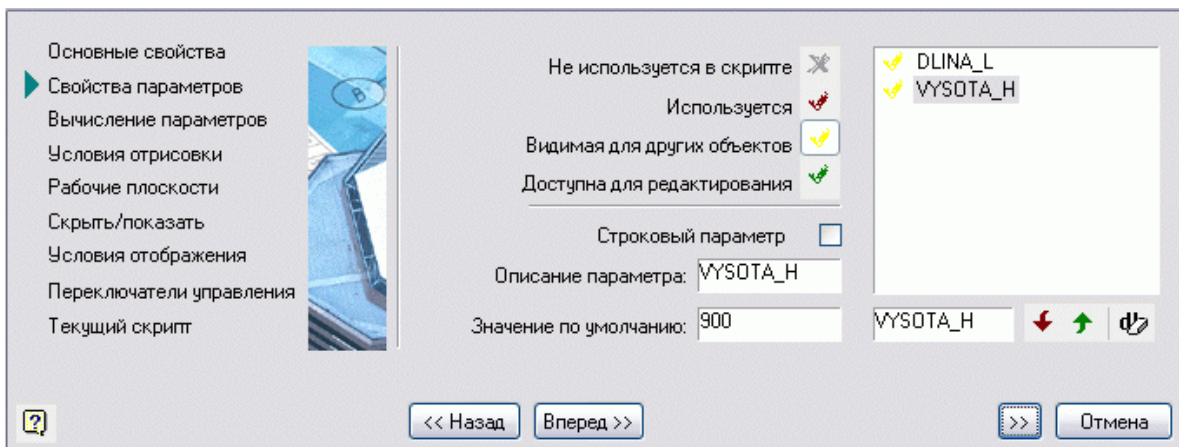 Основные свойства
Свойства параметров
Вычисление параметров
Условия отрисовки
Рабочие плоскости
Скрыть/показать
Условия отображения
Переключатели управления
Текущий скрипт
B
Не используется в скрипте
Используется
Видимая для других объектов
Доступна для редактирования
Строковый параметр
Описание параметра: VYSOTA_H
Значение по умолчанию: 900
DLINA_L
VYSOTA_H
VYSOTA_H
<< Назад
Вперед >>
>>
Отмена